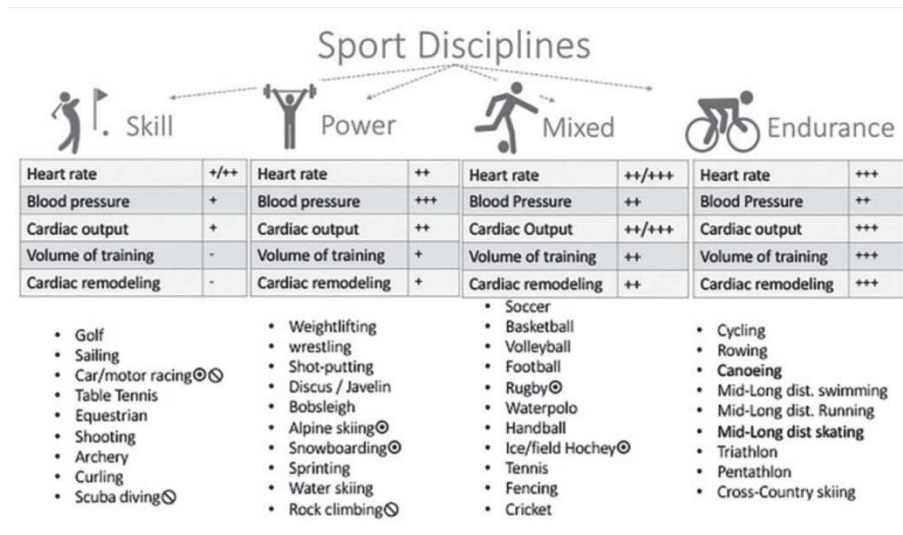 Sport Disciplines
Skill
Heart rate +/++
Blood pressure +
Cardiac output +
Volume of training -
Cardiac remodeling -
• Golf
• Sailing
• Car/motor racing⦿🛇
• Table Tennis
• Equestrian
• Shooting
• Archery
• Curling
• Scuba diving🛇
Power
Heart rate ++
Blood pressure +++
Cardiac output ++
Volume of training +
Cardiac remodeling +
• Weightlifting
• wrestling
• Shot-putting
• Discus / Javelin
• Bobsleigh
• Alpine skiing⦿
• Snowboarding⦿
• Sprinting
• Water skiing
• Rock climbing🛇
Mixed
Heart rate ++/+++
Blood Pressure ++
Cardiac Output ++/+++
Volume of training ++
Cardiac remodeling ++
• Soccer
• Basketball
• Volleyball
• Football
• Rugby⦿
• Waterpolo
• Handball
• Ice/field Hochey⦿
• Tennis
• Fencing
• Cricket
Endurance
Heart rate +++
Blood Pressure ++
Cardiac Output +++
Volume of training +++
Cardiac remodeling +++
• Cycling
• Rowing
• Canoeing
• Mid-Long dist. swimming
• Mid-Long dist. Running
• Mid-Long dist skating
• Triathlon
• Pentathlon
• Cross-Country skiing